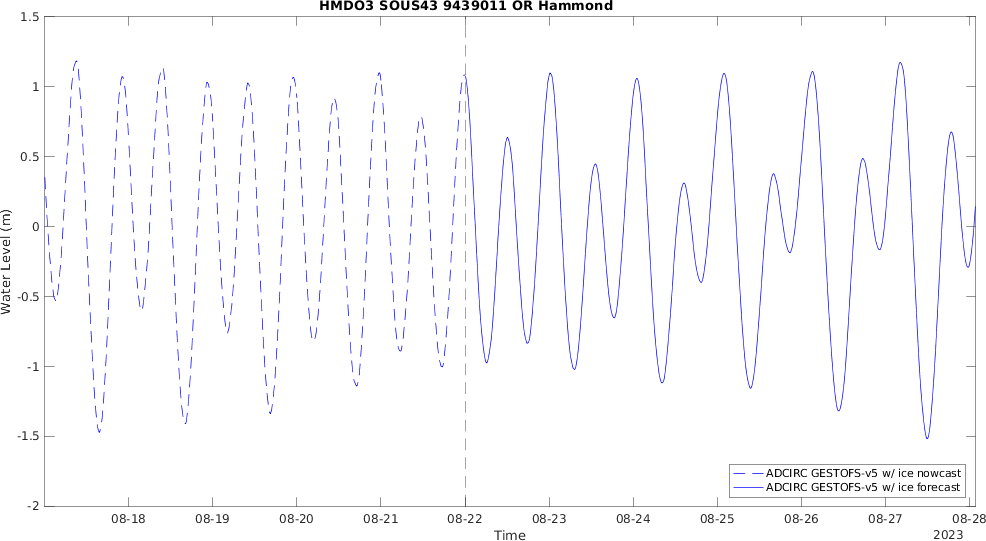 HMDO3 SOUS43 9439011 OR Hammond
1.5
1
0.5
0
-0.5
-1
-1.5
-2
Water Level (m)
08-18 08-19 08-20 08-21 08-22 08-23 08-24 08-25 08-26 08-27 08-28
Time
2023
ADCIRC GESTOFS-v5 w/ ice nowcast
ADCIRC GESTOFS-v5 w/ ice forecast